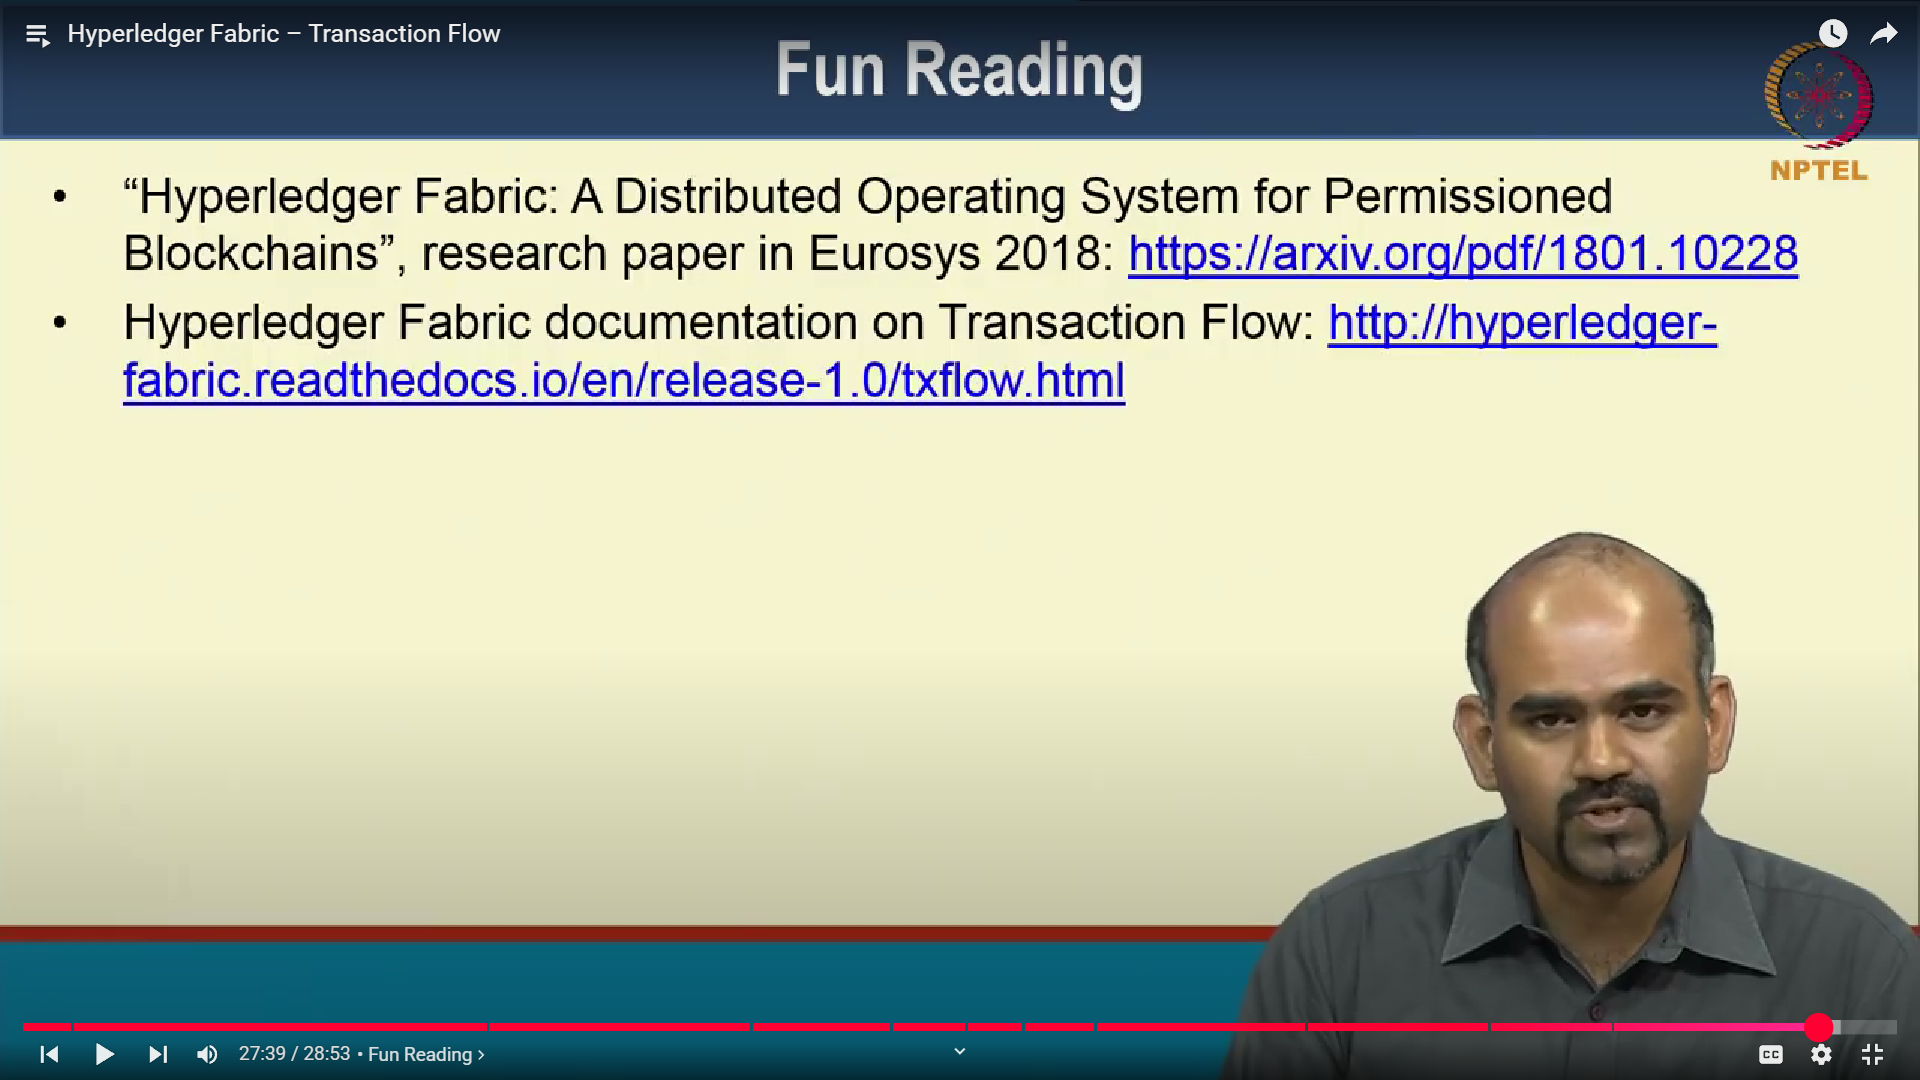 Hyperledger Fabric – Transaction Flow
Fun Reading
NPTEL
• “Hyperledger Fabric: A Distributed Operating System for Permissioned
Blockchains”, research paper in Eurosys 2018: https://arxiv.org/pdf/1801.10228
• Hyperledger Fabric documentation on Transaction Flow: http://hyperledger-
fabric.readthedocs.io/en/release-1.0/txflow.html
27:39 / 28:53 • Fun Reading ›
CC